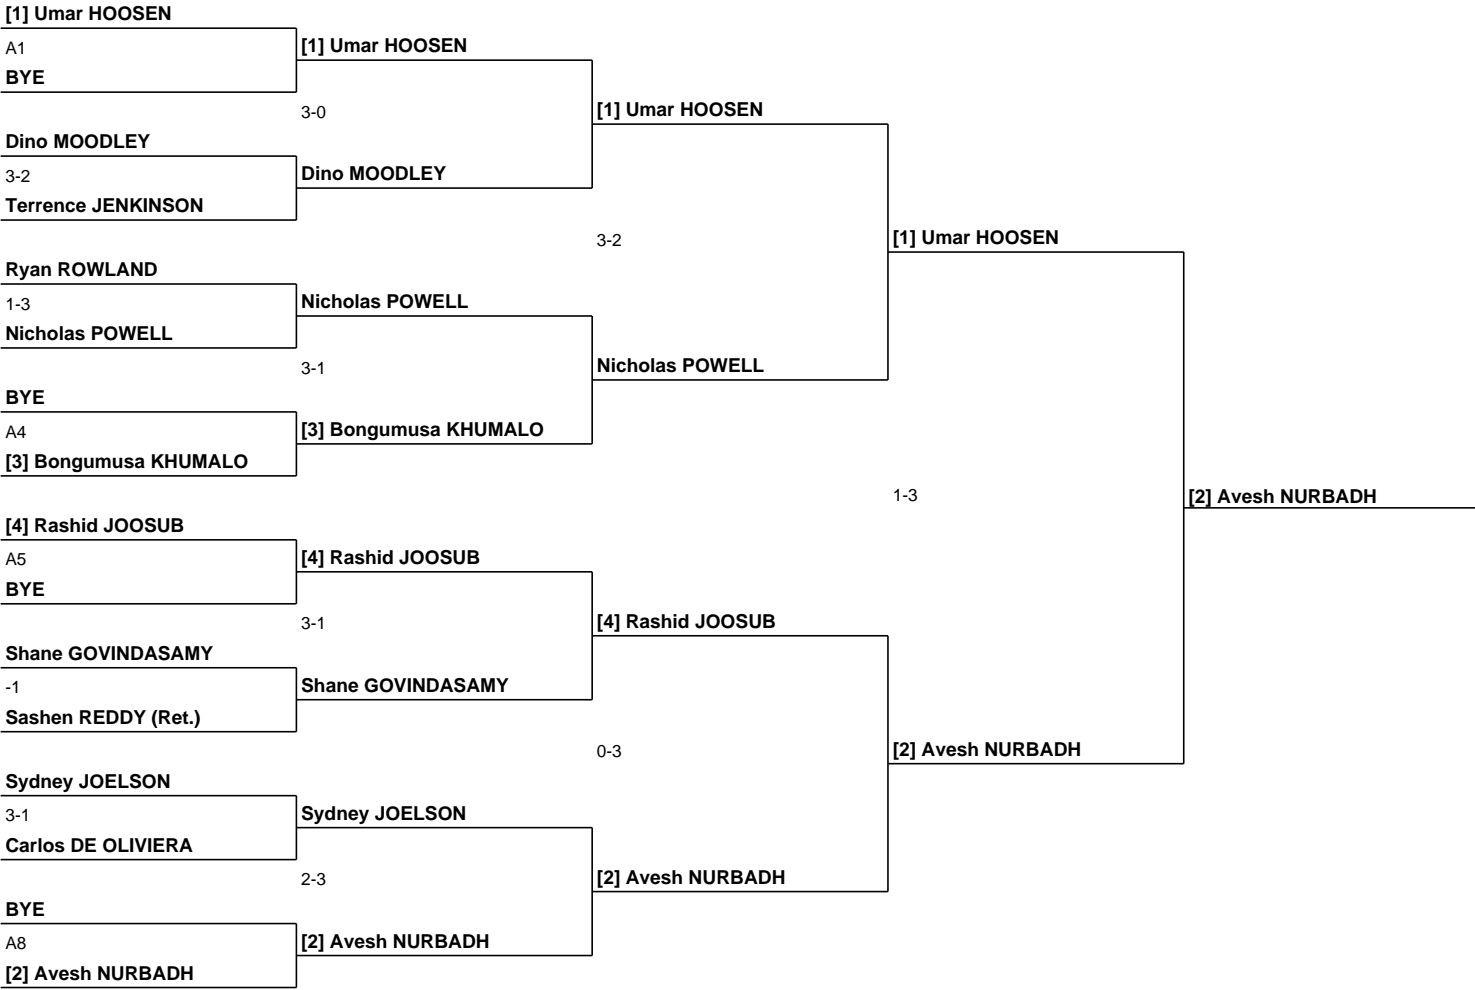 [1] Umar HOOSEN
A1
BYE
Dino MOODLEY
3-2
Terrence JENKINSON
Ryan ROWLAND
1-3
Nicholas POWELL
BYE
A4
[3] Bongumusa KHUMALO
[4] Rashid JOOSUB
A5
BYE
Shane GOVINDASAMY
-1
Sashen REDDY (Ret.)
Sydney JOELSON
3-1
Carlos DE OLIVIERA
BYE
A8
[2] Avesh NURBADH
[1] Umar HOOSEN
3-0
Dino MOODLEY
Nicholas POWELL
3-1
[3] Bongumusa KHUMALO
[4] Rashid JOOSUB
3-1
Shane GOVINDASAMY
Sydney JOELSON
2-3
[2] Avesh NURBADH
[1] Umar HOOSEN
3-2
Nicholas POWELL
[4] Rashid JOOSUB
0-3
[2] Avesh NURBADH
[1] Umar HOOSEN
1-3
[2] Avesh NURBADH
[2] Avesh NURBADH